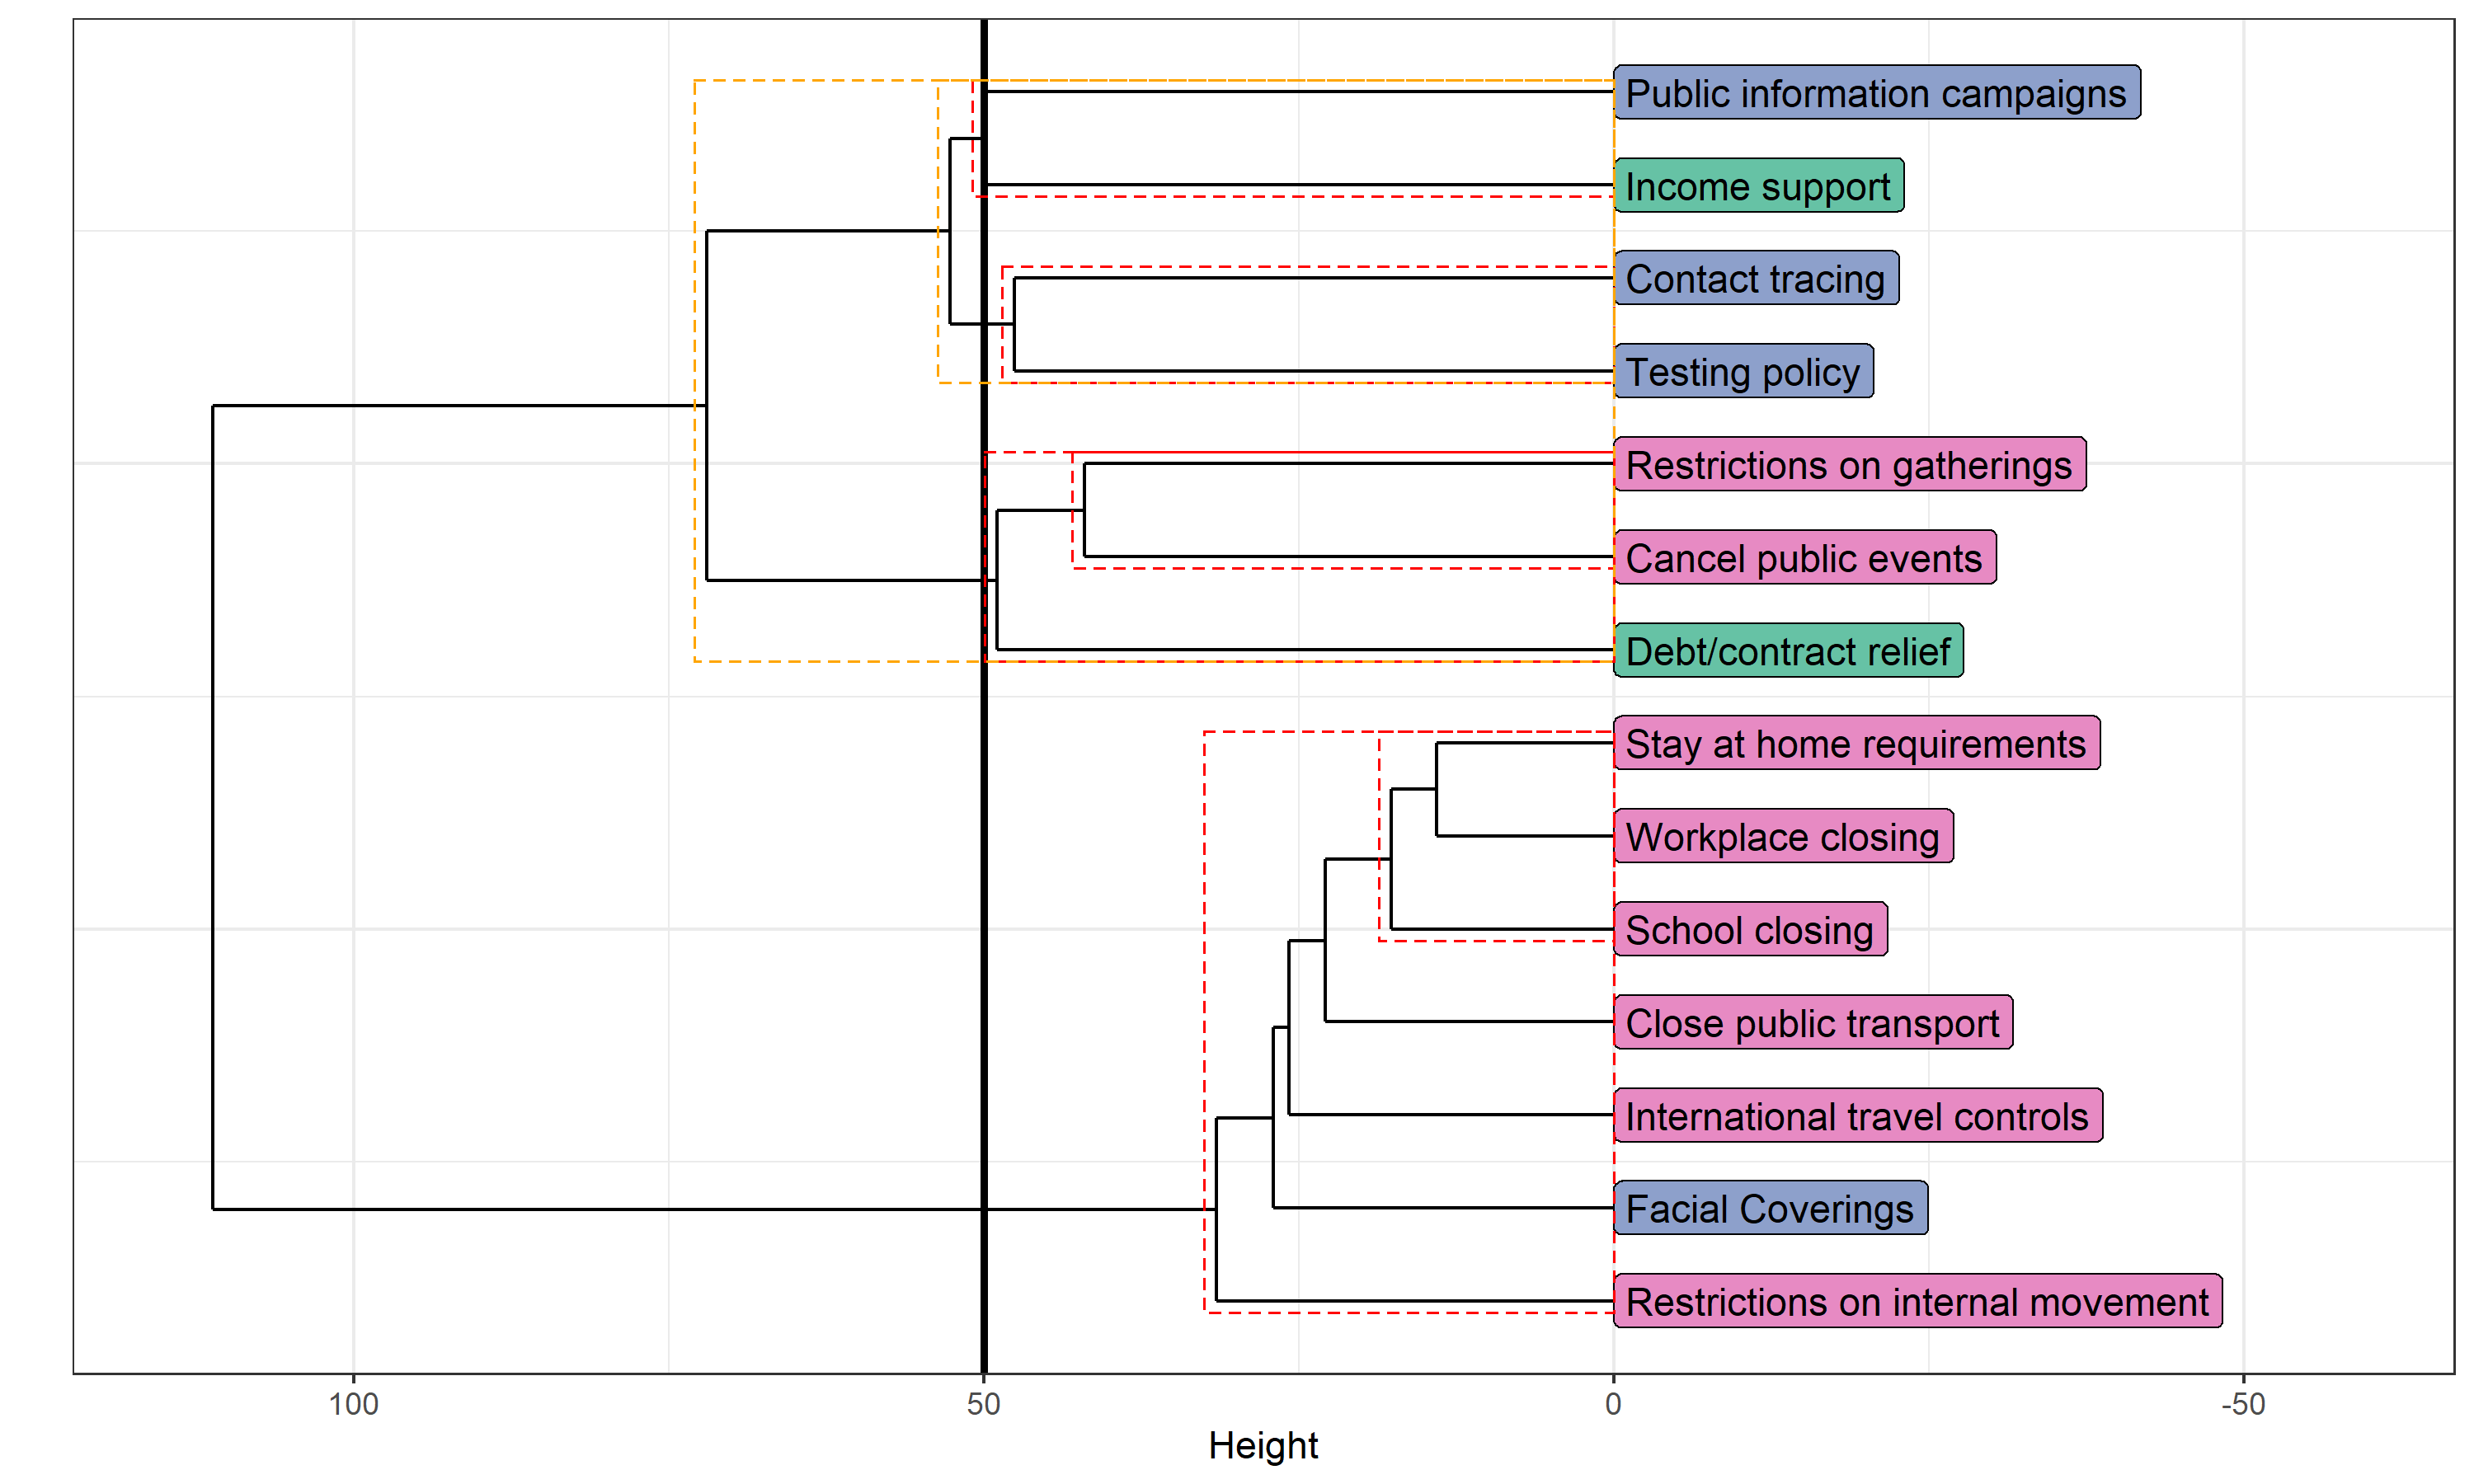 Public information campaigns
Income support
Contact tracing
Testing policy
Restrictions on gatherings
Cancel public events
Debt/contract relief
Stay at home requirements
Workplace closing
School closing
Close public transport
International travel controls
Facial Coverings
Restrictions on internal movement
100 50 0 -50
Height